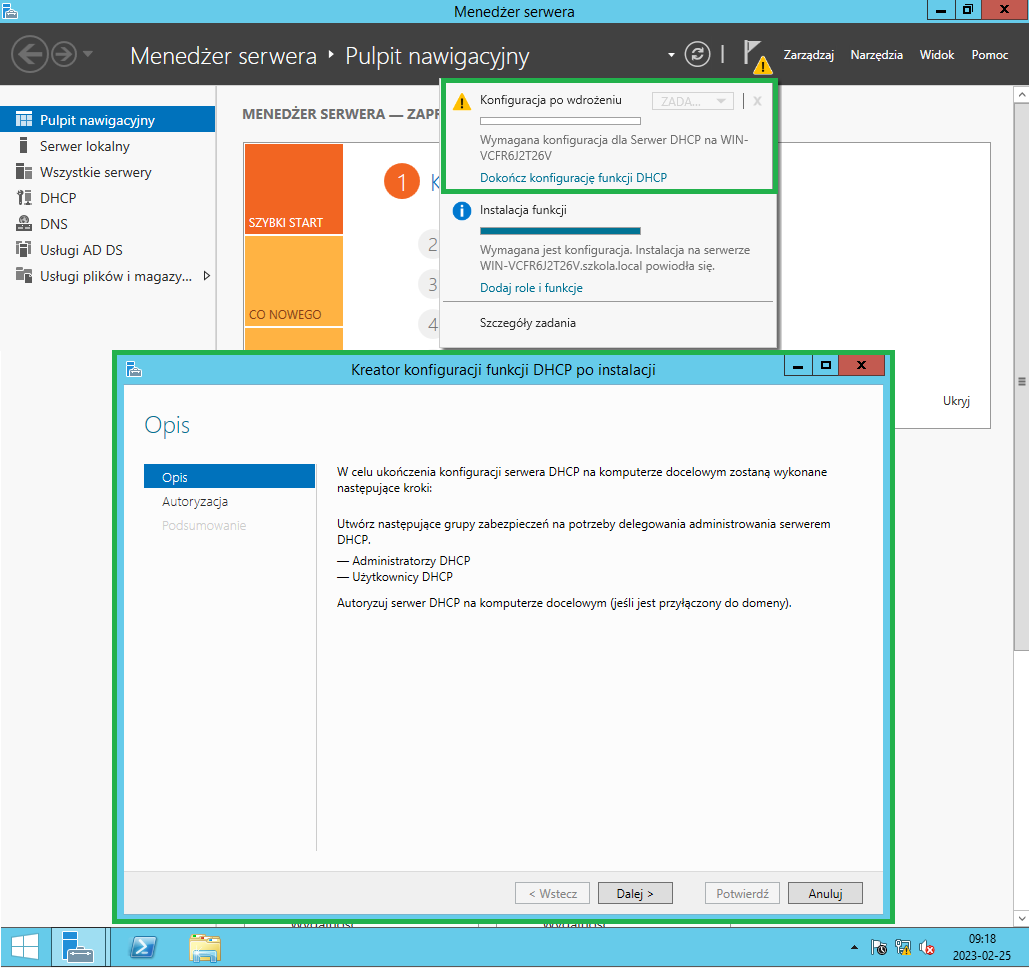 Menedżer serwera
Menedżer serwera
Pulpit nawigacyjny
Zarządzaj
Narzędzia
Widok
Pomoc
Pulpit nawigacyjny
Serwer lokalny
Wszystkie serwery
DHCP
DNS
Usługi AD DS
Usługi plików i magazy...
MENEDŻER SERWERA —
SZYBKI START
CO NOWEGO
1
2
3
4
Konfiguracja po wdrożeniu
ZADA...
X
Wymagana konfiguracja dla Serwer DHCP na WIN-
VCFR6J2T26V
Dokończ konfigurację funkcji DHCP
Instalacja funkcji
Wymagana jest konfiguracja. Instalacja na serwerze
WIN-VCFR6J2T26V.szkola.local powiodła się.
Dodaj role i funkcje
Szczegóły zadania
Ukryj
Kreator konfiguracji funkcji DHCP po instalacji
Opis
Opis
Autoryzacja
Podsumowanie
W celu ukończenia konfiguracji serwera DHCP na komputerze docelowym zostaną wykonane
następujące kroki:
Utwórz następujące grupy zabezpieczeń na potrzeby delegowania administrowania serwerem
DHCP.
— Administratorzy DHCP
— Użytkownicy DHCP
Autoryzuj serwer DHCP na komputerze docelowym (jeśli jest przyłączony do domeny).
< Wstecz
Dalej >
Potwierdź
Anuluj
09:18
2023-02-25